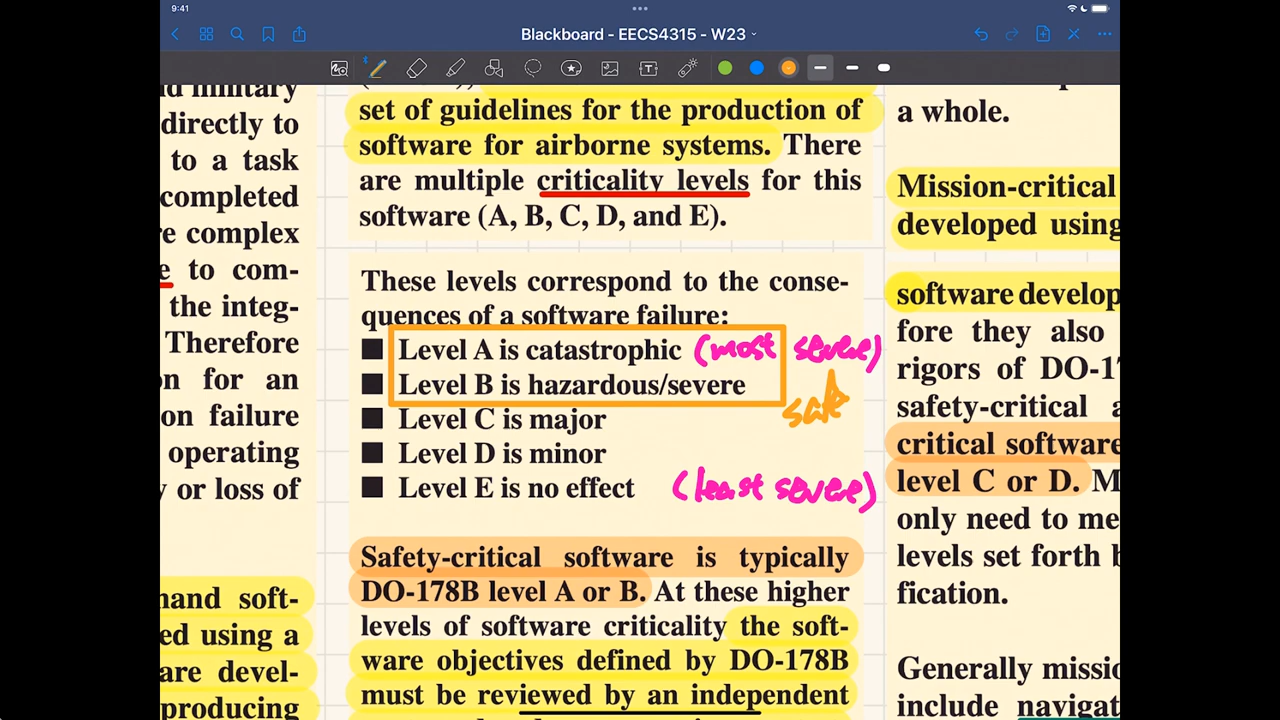 9:41
Blackboard - EECS4315 - W23
nd military
directly to
to a task
completed
re complex
e to com-
the integ-
Therefore
on for an
on failure
operating
y or loss of
hand soft-
ed using a
are devel-
producing
set of guidelines for the production of
software for airborne systems. There
are multiple criticality levels for this
software (A, B, C, D, and E).
These levels correspond to the conse-
quences of a software failure:
■ Level A is catastrophic (most severe)
■ Level B is hazardous/severe
safe
■ Level C is major
■ Level D is minor
■ Level E is no effect (least severe)
Safety-critical software is typically
DO-178B level A or B. At these higher
levels of software criticality the soft-
ware objectives defined by DO-178B
must be reviewed by an independent
a whole.
Mission-critical
developed using
software develop
fore they also
rigors of DO-17
safety-critical a
critical software
level C or D. M
only need to me
levels set forth b
fication.
Generally missio
include navigat